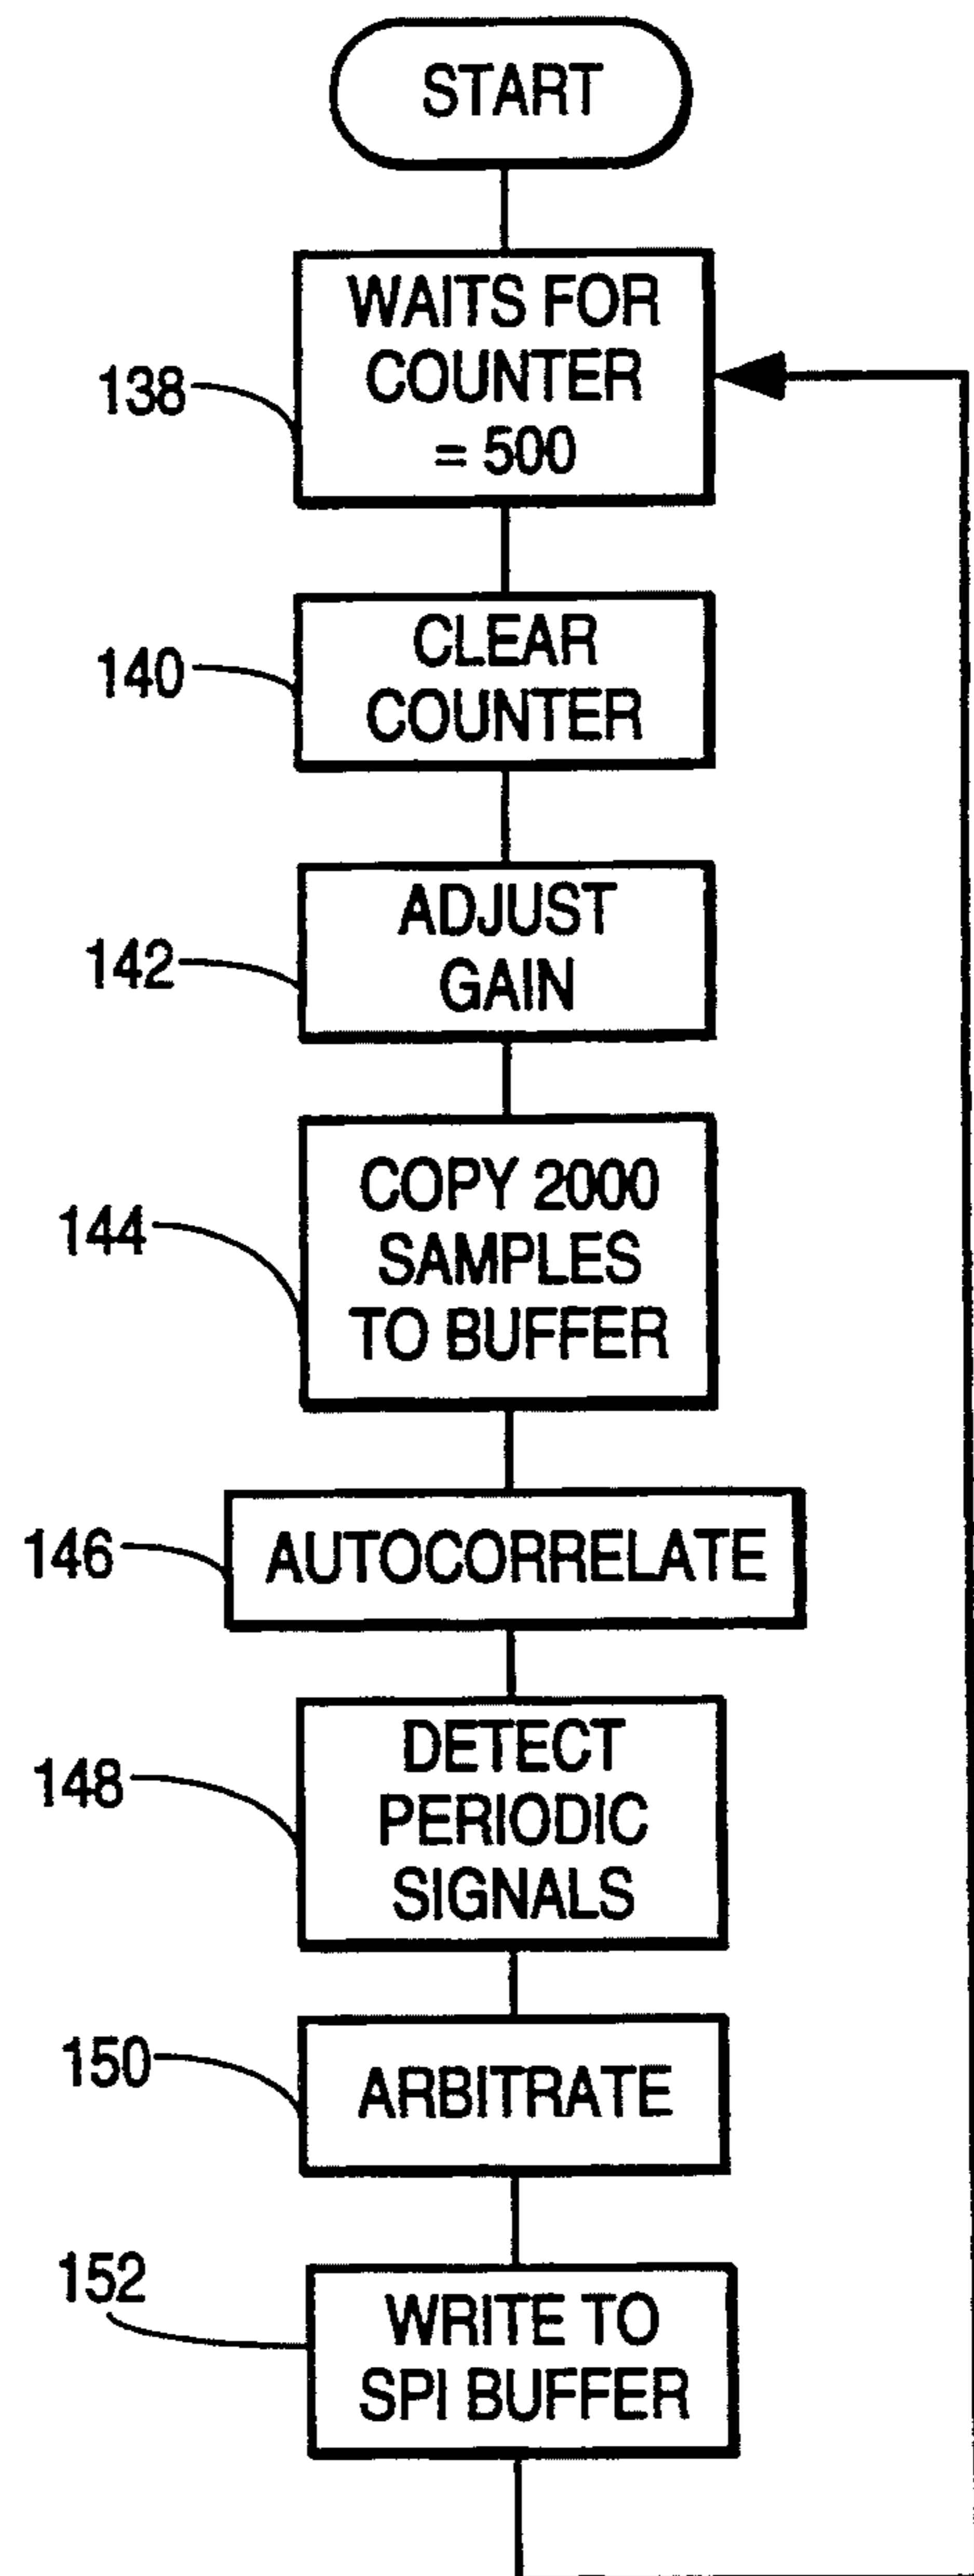 START
WAITS FOR
COUNTER
= 500
138
CLEAR
COUNTER
140
ADJUST
GAIN
142
COPY 2000
SAMPLES
TO BUFFER
144
AUTOCORRELATE
146
DETECT
PERIODIC
SIGNALS
148
ARBITRATE
150
WRITE TO
SPI BUFFER
152